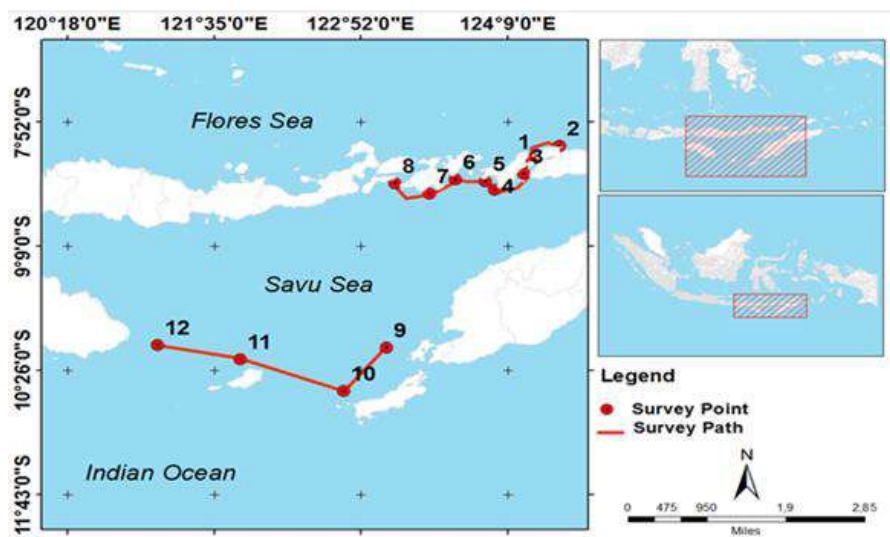 120°18'0"E 121°35'0"E 122°52'0"E 124°9'0"E
7°52'0"S
9°9'0"S
10°26'0"S
11°43'0"S
Flores Sea
1 2
3
8 7 6 5
4
Savu Sea
12 11 10 9
Indian Ocean
Legend
Survey Point
Survey Path
N
0 475 950 1,9 2,85
Miles